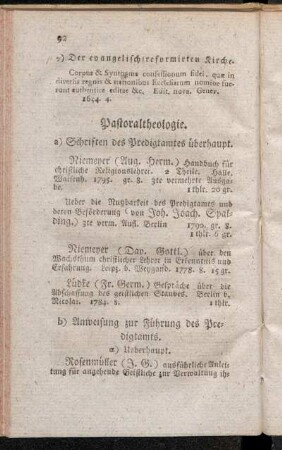 92
γ) Der evangelischreformirten Kirche.
Corpus & Syntagma confessionum fidei, quæ in
diversis regnis & nationibus Ecclesiarum nomine fue-
runt authentice editæ &c. Edit. nova. Genev.
1654. 4.
Pastoraltheologie.
a) Schriften des Predigtamtes überhaupt.
Niemeyer (Aug. Herm.) Handbuch für
christliche Religionslehrer. 2 Theile. Halle,
Waisenh. 1795. gr. 8. 3te vermehrte Ausga-
be. 1 thlr. 20 gr.
Ueber die Nutzbarkeit des Predigtamtes und
deren Beförderung (von Joh. Joach. Spal-
ding.) 3te verm. Aufl. Berlin 1790. gr. 8.
1 thlr. 6 gr.
Niemeyer (Dav. Gottl.) über den
Wachsthum christlicher Lehrer in Erkenntniß und
Erfahrung. Leipz. b. Weygand. 1778. 8. 15 gr.
Lüdke (Fr. Germ.) Gespräche über die
Abschaffung des geistlichen Standes. Berlin b.
Nicolai. 1784. 8. 1 thlr.
b) Anweisung zur Führung des Pre-
digtamts.
α) Ueberhaupt.
Rosenmüller (J. G.) ausführliche Anlei-
tung für angehende Geistliche zur Verwaltung ih-